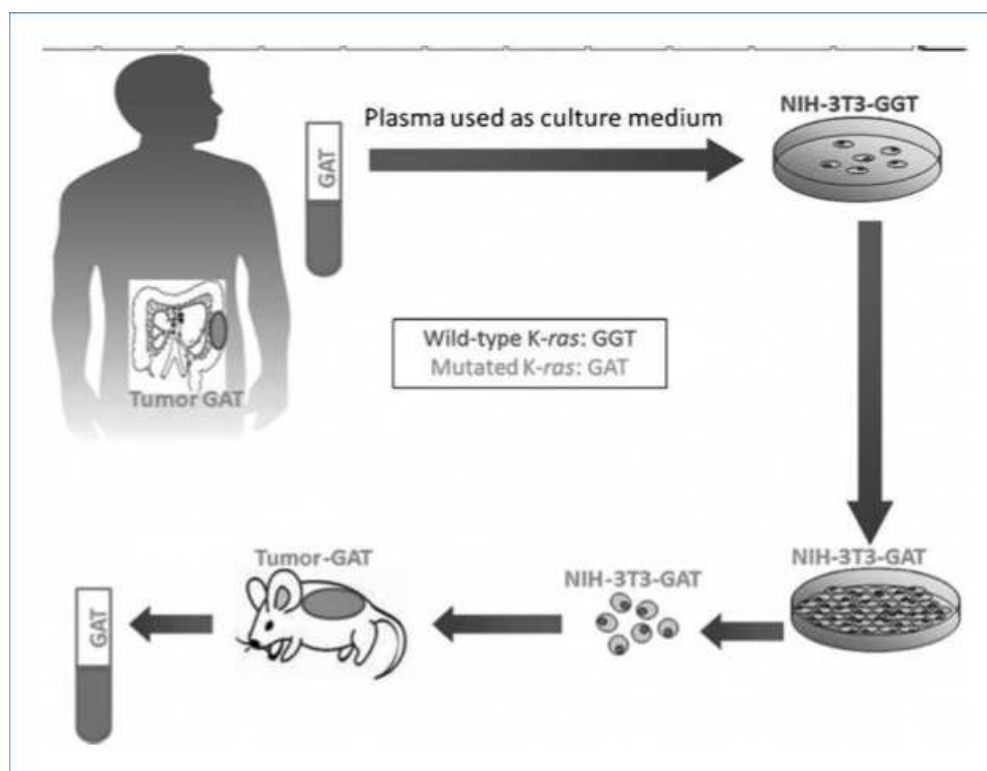 Plasma used as culture medium
NIH-3T3-GGT
GAT
Wild-type K-ras: GGT
Mutated K-ras: GAT
Tumor GAT
NIH-3T3-GAT
NIH-3T3-GAT
Tumor-GAT
GAT